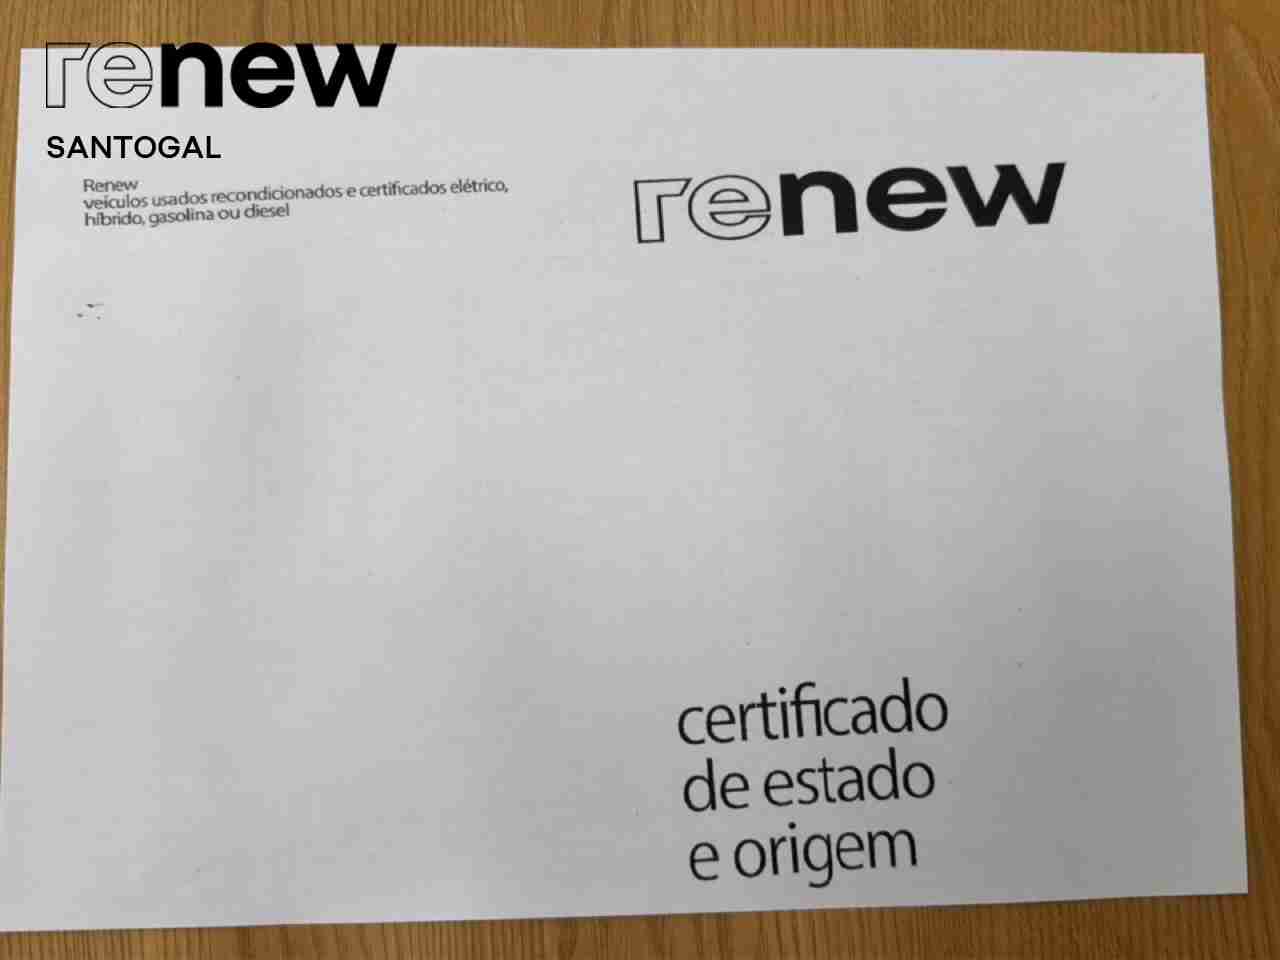 renew
SANTOGAL
Renew
veículos usados recondicionados e certificados elétrico,
híbrido, gasolina ou diesel
renew
certificado
de estado
e origem